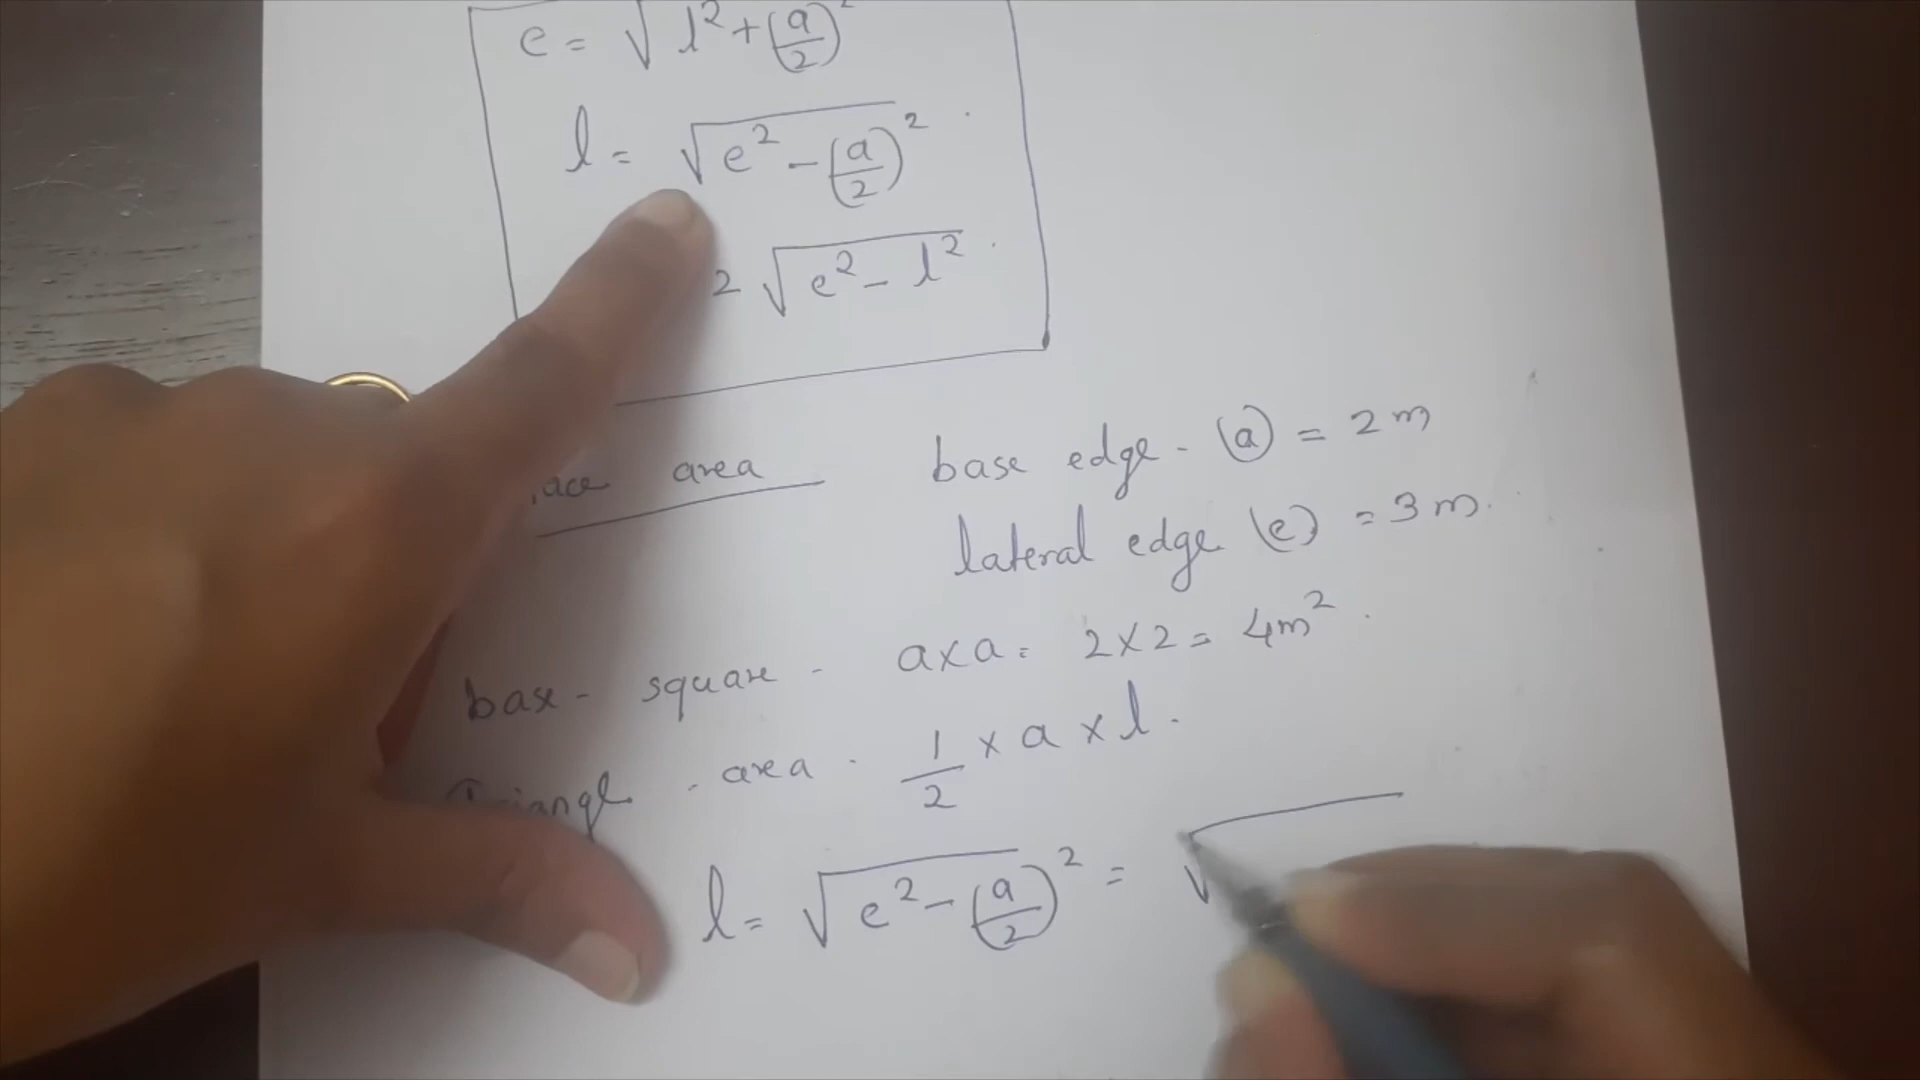 e = √l² + (a/2)²
l = √e² - (a/2)²
2 √e² - l²
area
base edge - (a) = 2 m
lateral edge (e) = 3 m.
base - square - a x a = 2 x 2 = 4m².
- area - 1/2 x a x l.
l = √e² - (a/2)² = √